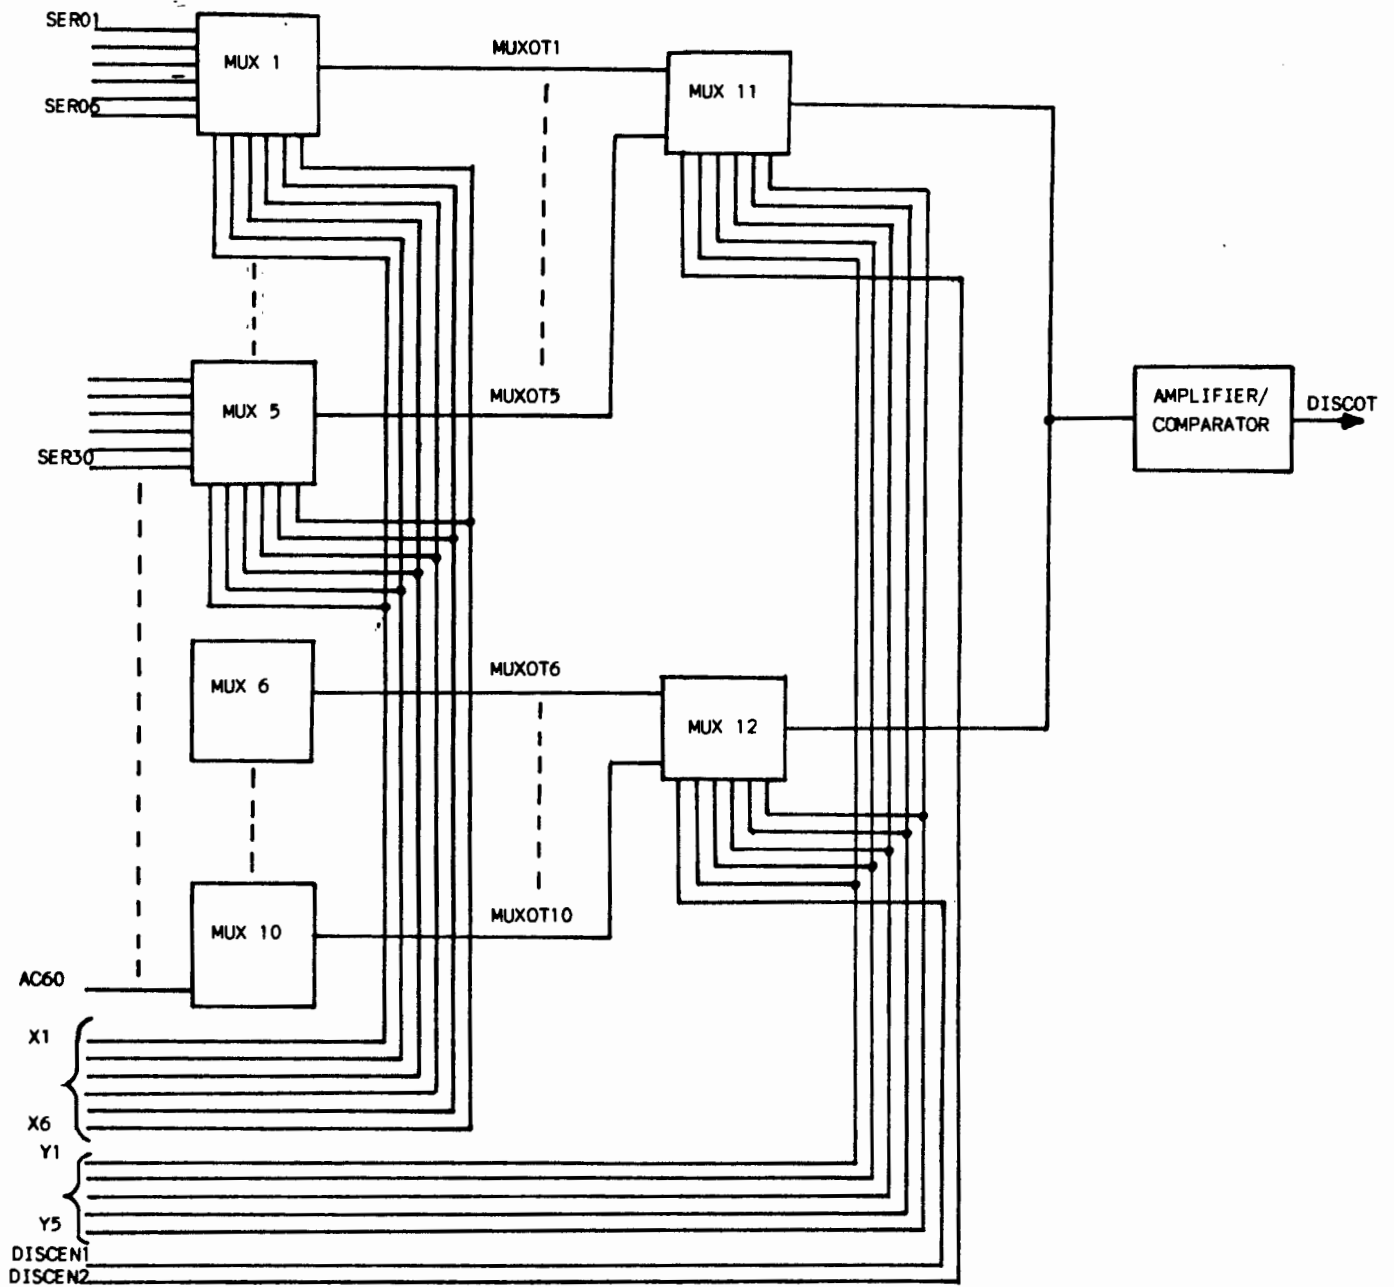 SER01
MUX 1
MUXOT1
MUX 11
SER06
AMPLIFIER/
COMPARATOR
DISCOT
MUX 5
MUXOT5
SER30
MUX 6
MUXOT6
MUX 12
MUX 10
MUXOT10
AC60
X1
X6
Y1
Y5
DISCEN1
DISCEN2